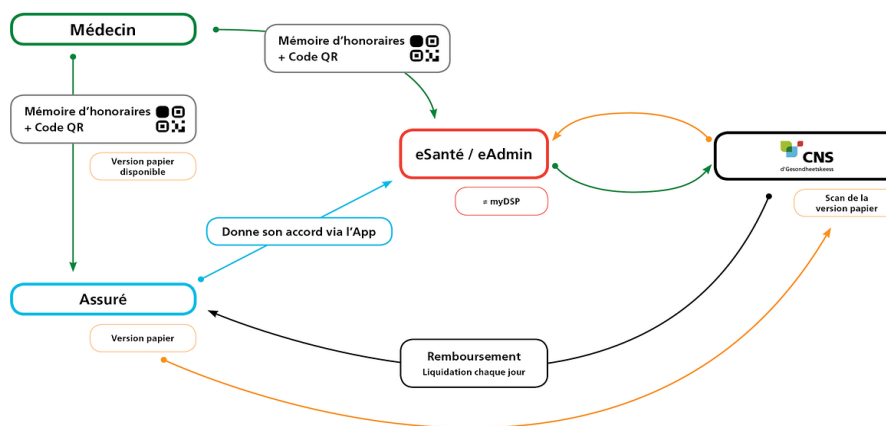 Médecin
Mémoire d'honoraires
+ Code QR
Mémoire d'honoraires
+ Code QR
Version papier
disponible
eSanté / eAdmin
≠ myDSP
CNS
d'Gesondheetskeess
Scan de la
version papier
Donne son accord via l'App
Assuré
Version papier
Remboursement
Liquidation chaque jour